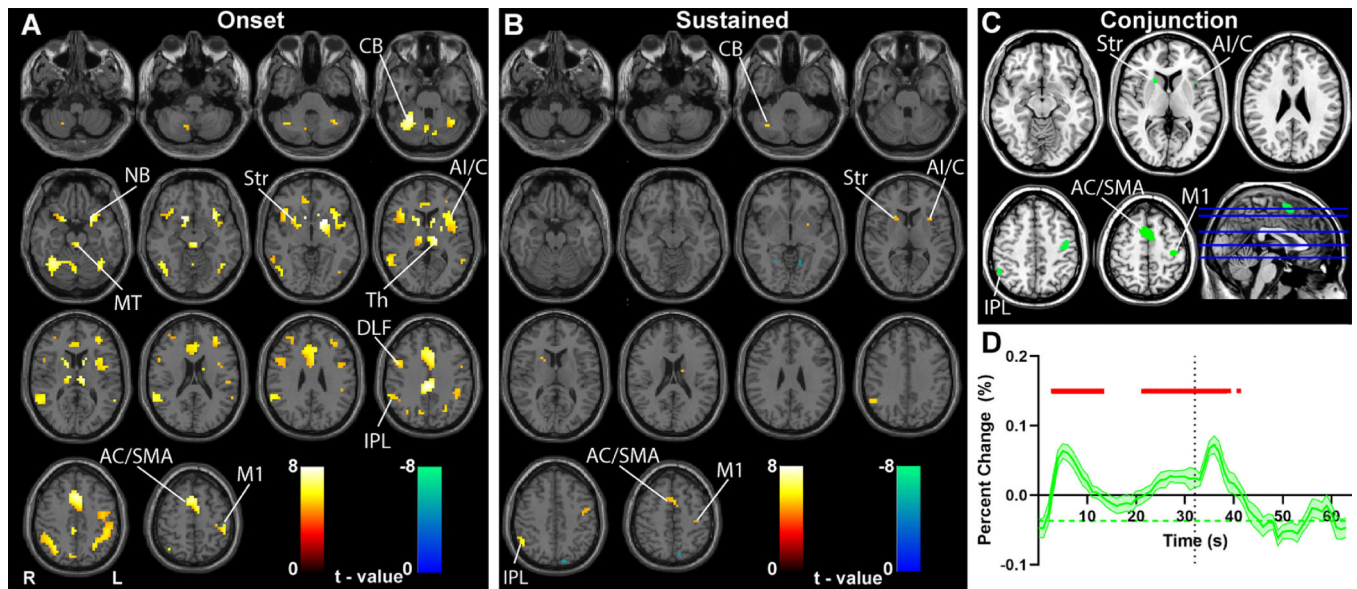 A
Onset
CB
NB
Str
AI/C
MT
Th
DLF
IPL
AC/SMA
M1
8
-8
0
0
R
L
t - value
B
Sustained
CB
Str
AI/C
AC/SMA
M1
IPL
8
-8
0
0
t - value
C
Conjunction
Str
AI/C
AC/SMA
M1
IPL
D
0.2
0.1
0.0
-0.1
Percent Change (%)
10 20 30 40 50 60
Time (s)